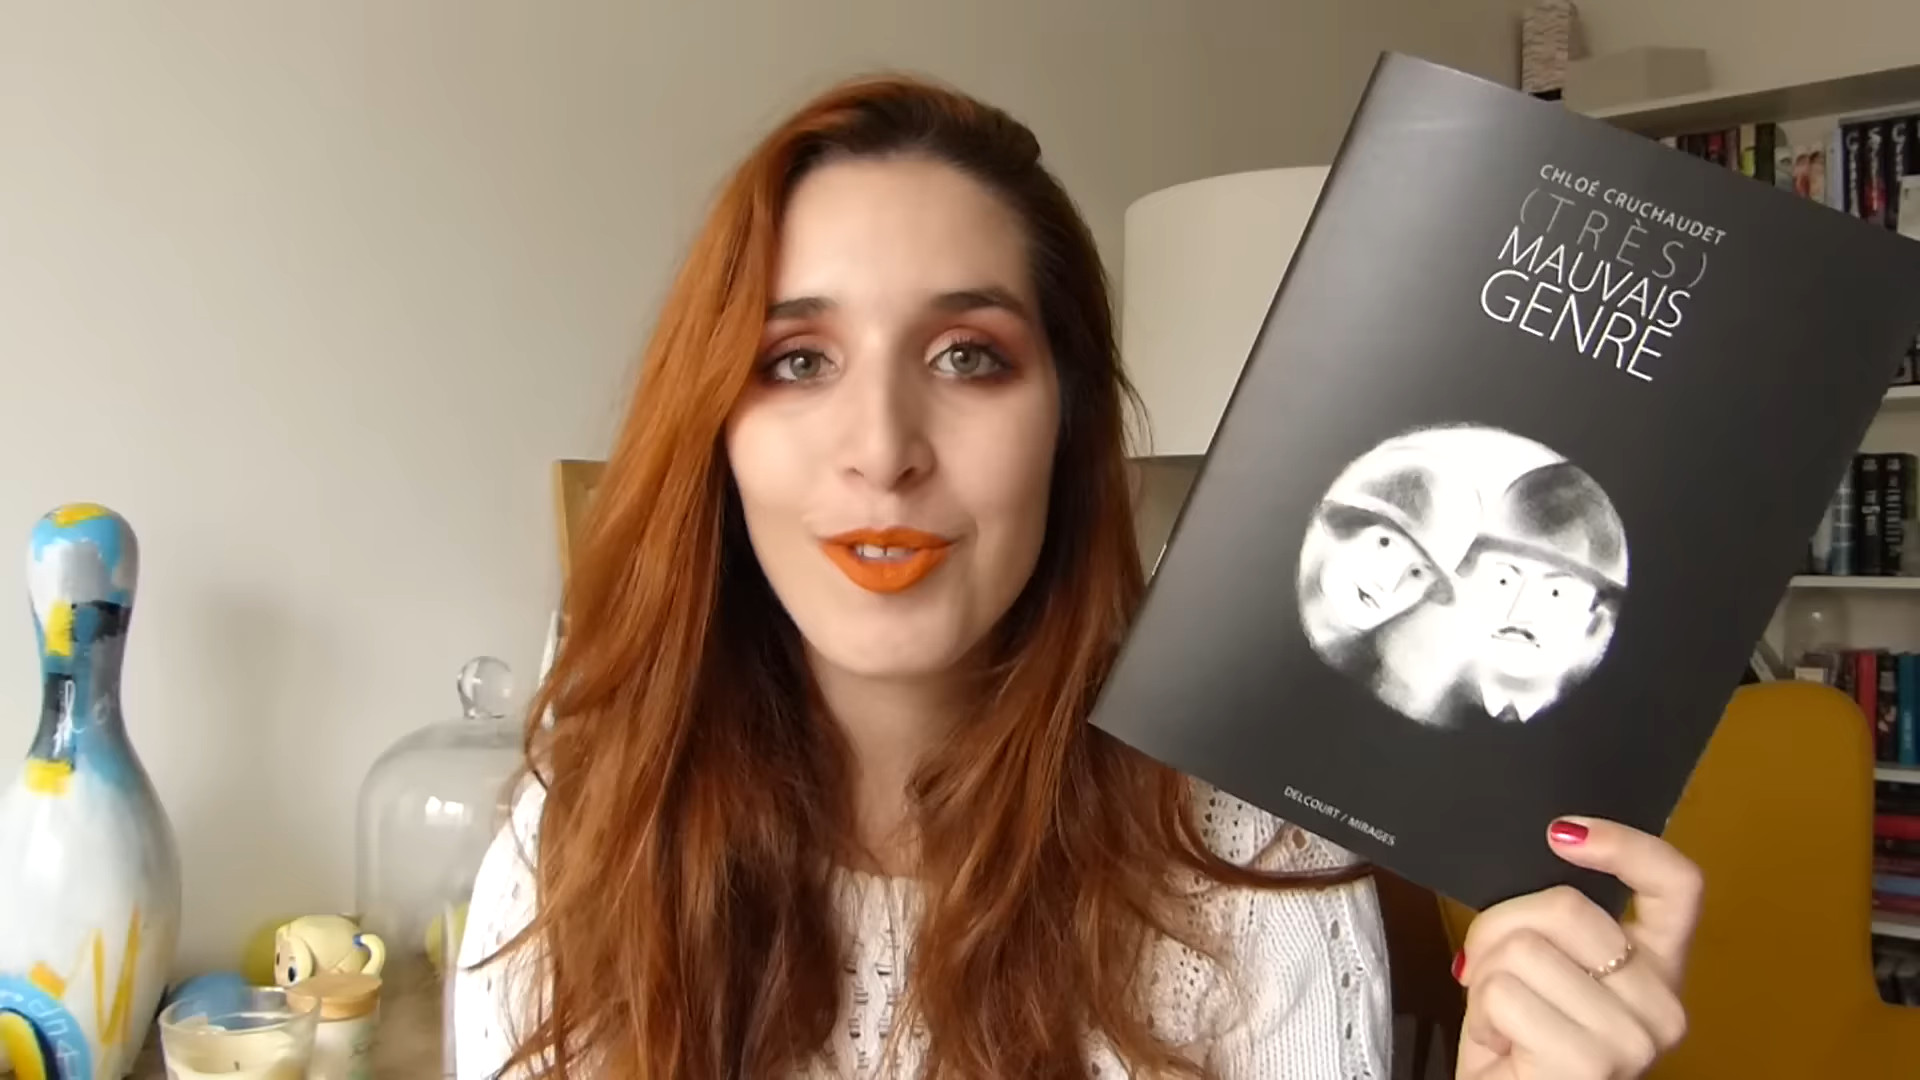 CHLOÉ CRUCHAUDET
(TRÈS)
MAUVAIS
GENRE
DELCOURT / MIRAGES